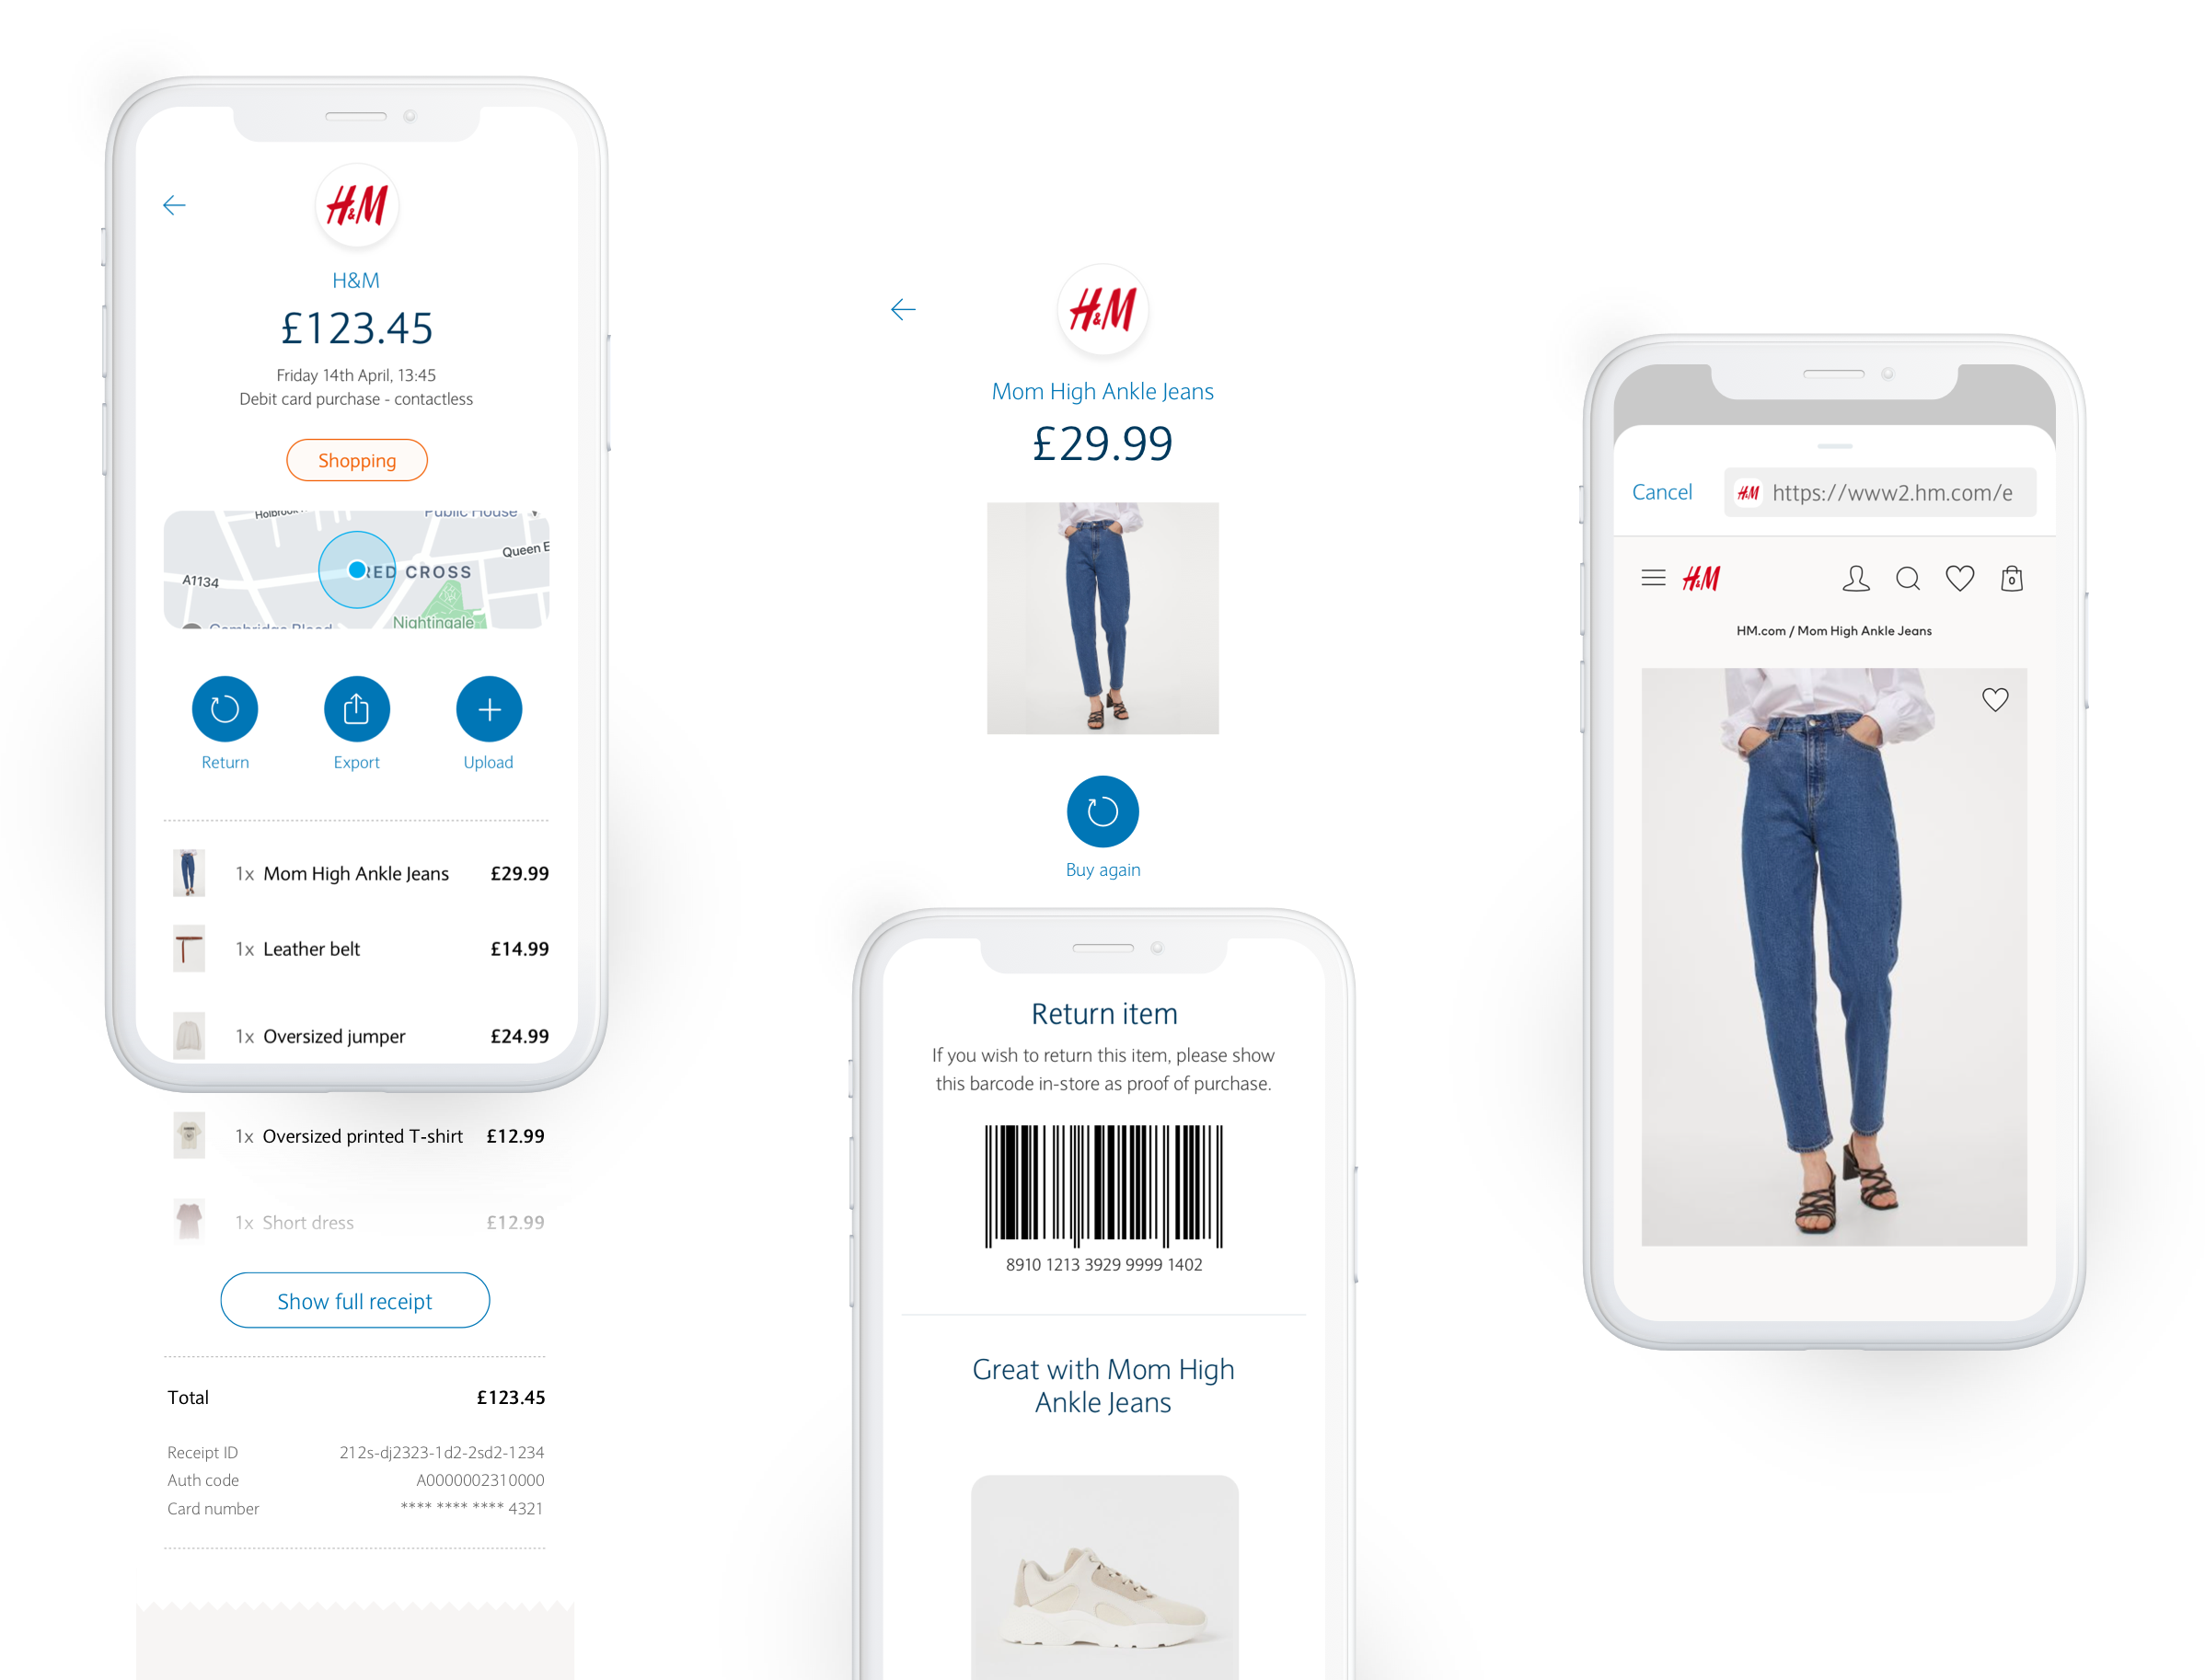 H&M
H&M
£123.45
Friday 14th April, 13:45
Debit card purchase - contactless
Shopping
Public House
Queen E
A1134
RED CROSS
Nightingale
Return
Export
Upload
1x Mom High Ankle Jeans £29.99
1x Leather belt £14.99
1x Oversized jumper £24.99
1x Oversized printed T-shirt £12.99
1x Short dress £12.99
Show full receipt
Total £123.45
Receipt ID 212s-dj2323-1d2-2sd2-1234
Auth code A0000002310000
Card number **** **** **** 4321
H&M
Mom High Ankle Jeans
£29.99
Buy again
Return item
If you wish to return this item, please show
this barcode in-store as proof of purchase.
8910 1213 3929 9999 1402
Great with Mom High
Ankle Jeans
Cancel
H&M https://www2.hm.com/e
H&M
0
HM.com / Mom High Ankle Jeans